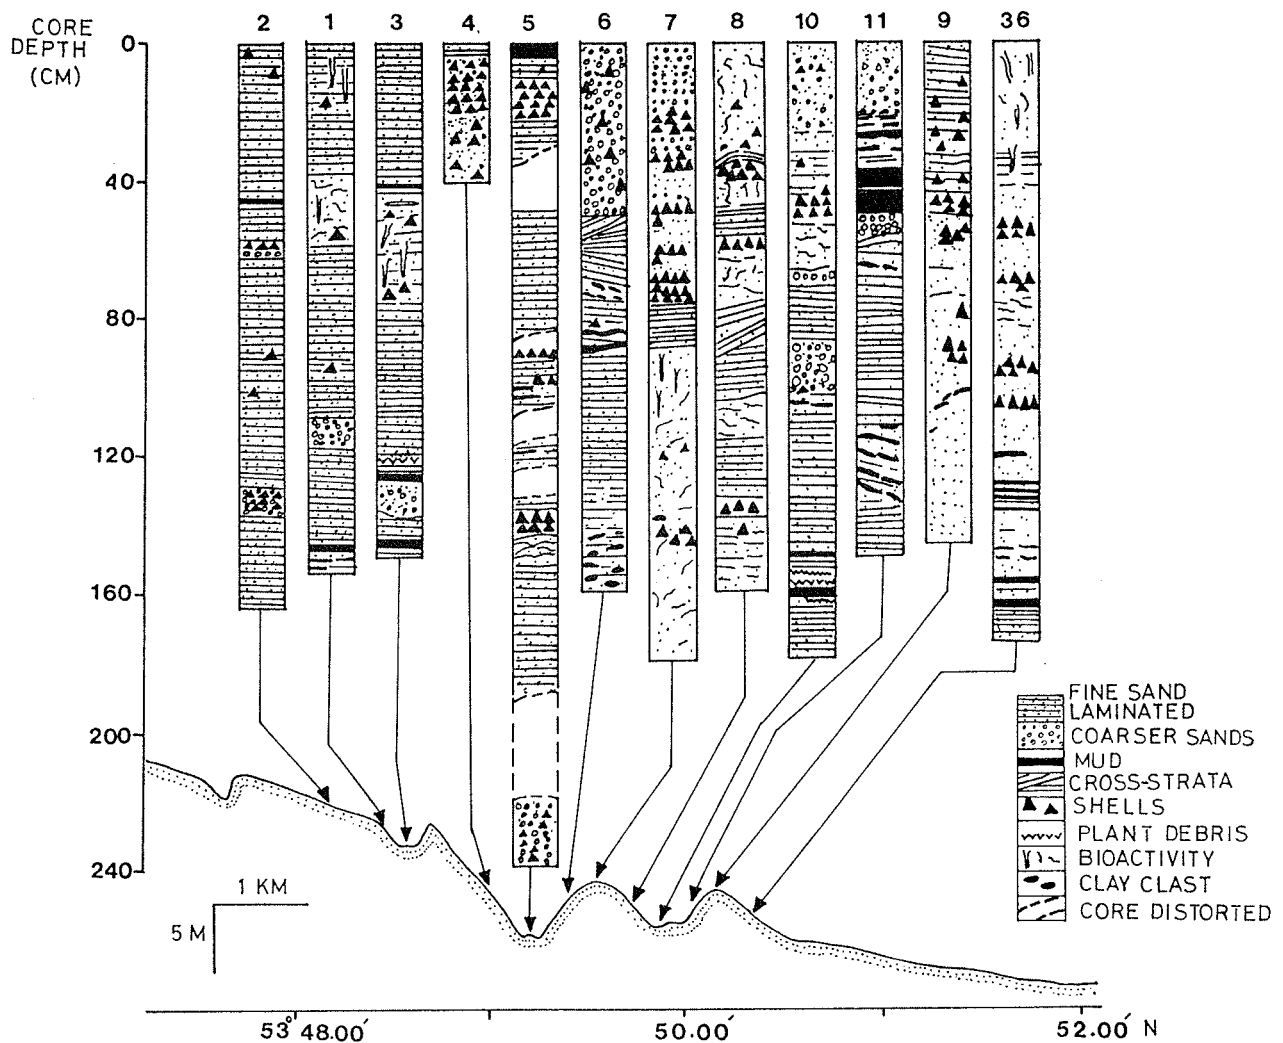 CORE
DEPTH
(CM)
2 1 3 4 5 6 7 8 10 11 9 36
0
40
80
120
160
200
240
1 KM
5 M
FINE SAND
LAMINATED
COARSER SANDS
MUD
CROSS-STRATA
SHELLS
PLANT DEBRIS
BIOACTIVITY
CLAY CLAST
CORE DISTORTED
53° 48.00′ 50.00′ 52.00′ N